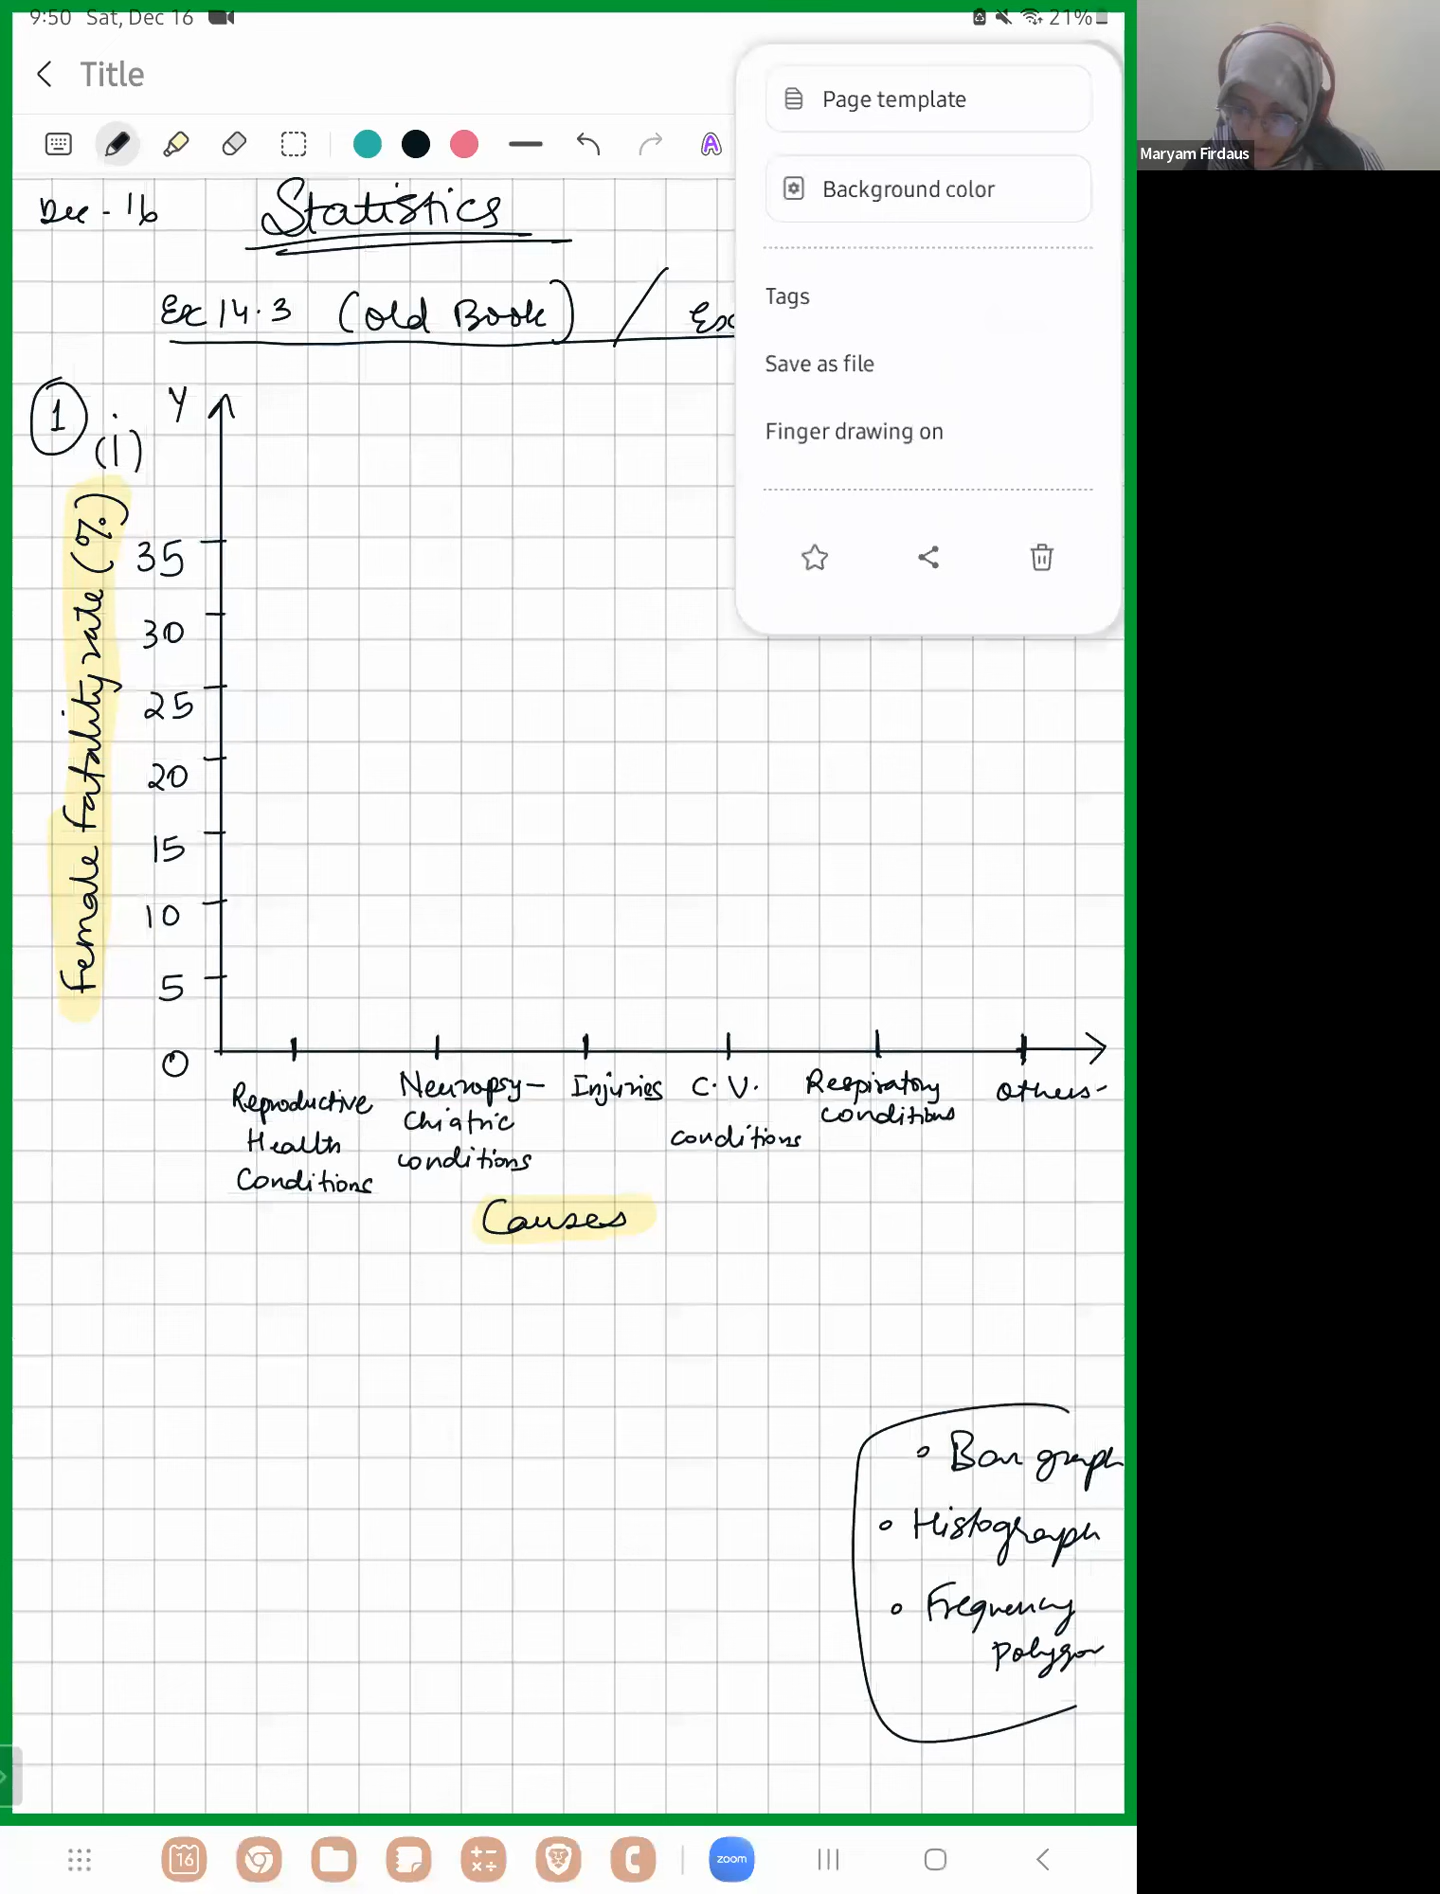 9:50 Sat, Dec 16
21%
Title
Page template
Background color
Tags
Save as file
Finger drawing on
Maryam Firdaus
Dec - 16
Statistics
Ex 14.3 (old Book) / Ex
1
(i)
Y
Female Fatality rate (%)
35
30
25
20
15
10
5
0
Reproductive
Health
Conditions
Neuropsy-
chiatric
conditions
Injuries
C.V.
conditions
Respiratory
conditions
others
Causes
Bar graph
Histograph
Frequency
polygon
16
zoom